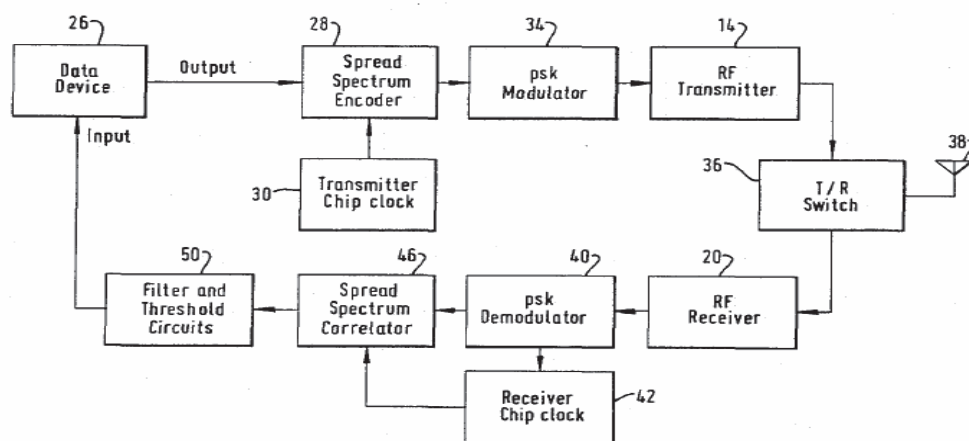 26
28
34
14
Data
Device
Output
Spread
Spectrum
Encoder
psk
Modulator
RF
Transmitter
Input
38
30
Transmitter
Chip clock
36
T/R
Switch
50
46
40
20
Filter and
Threshold
Circuits
Spread
Spectrum
Correlator
psk
Demodulator
RF
Receiver
Receiver
Chip clock
42